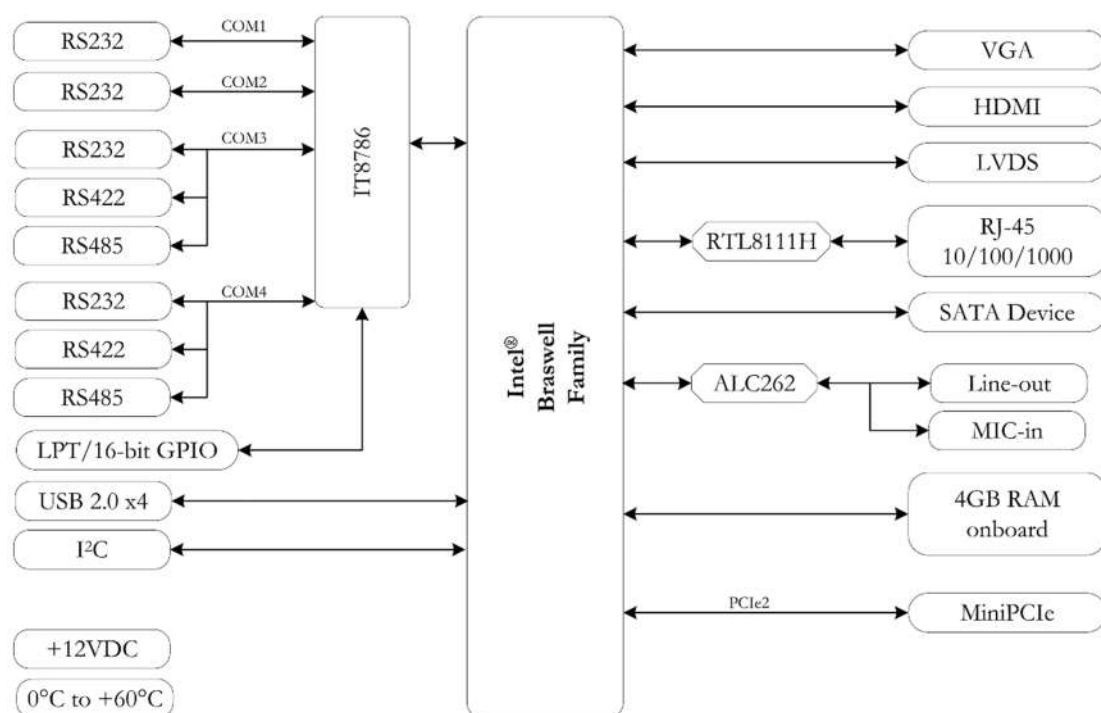 RS232
COM1
RS232
COM2
RS232
COM3
RS422
RS485
RS232
COM4
RS422
RS485
LPT/16-bit GPIO
USB 2.0 x4
I²C
+12VDC
0°C to +60°C
IT8786
Intel®
Braswell
Family
VGA
HDMI
LVDS
RTL8111H
RJ-45
10/100/1000
SATA Device
ALC262
Line-out
MIC-in
4GB RAM
onboard
PCIe2
MiniPCIe